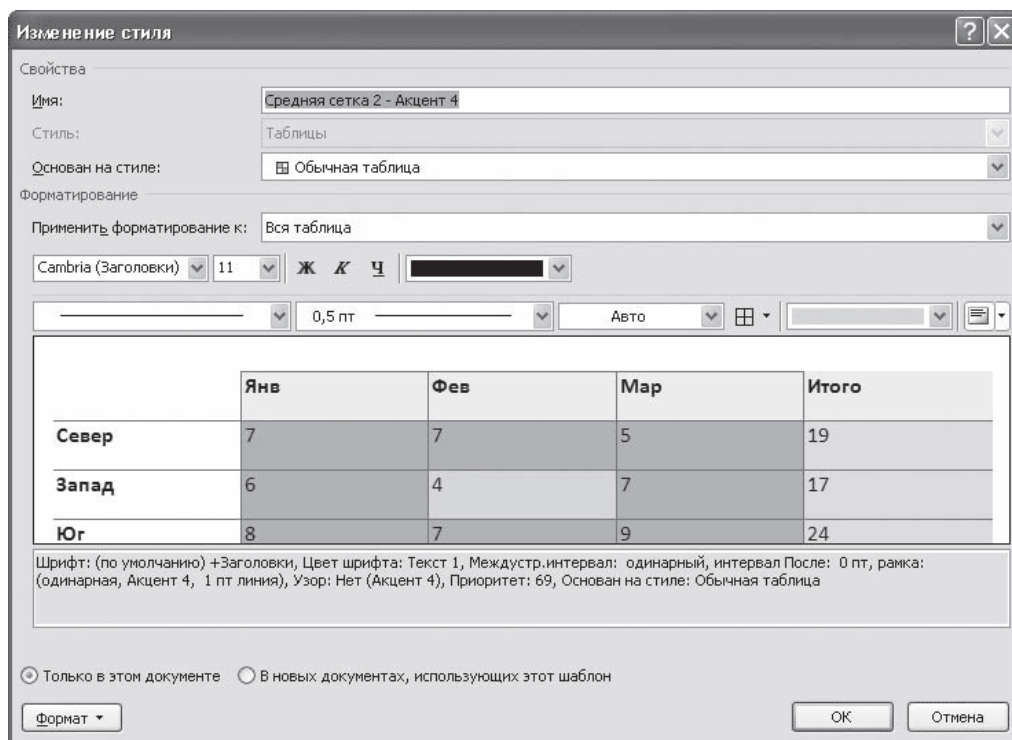 Изменение стиля
Свойства
Имя: Средняя сетка 2 - Акцент 4
Стиль: Таблицы
Основан на стиле: Обычная таблица
Форматирование
Применить форматирование к: Вся таблица
Cambria (Заголовки) 11 Ж К Ч
0,5 пт Авто
Янв Фев Мар Итого
Север 7 7 5 19
Запад 6 4 7 17
Юг 8 7 9 24
Шрифт: (по умолчанию) +Заголовки, Цвет шрифта: Текст 1, Междустр.интервал: одинарный, интервал После: 0 пт, рамка:
(одинарная, Акцент 4, 1 пт линия), Узор: Нет (Акцент 4), Приоритет: 69, Основан на стиле: Обычная таблица
Только в этом документе В новых документах, использующих этот шаблон
Формат ОК Отмена